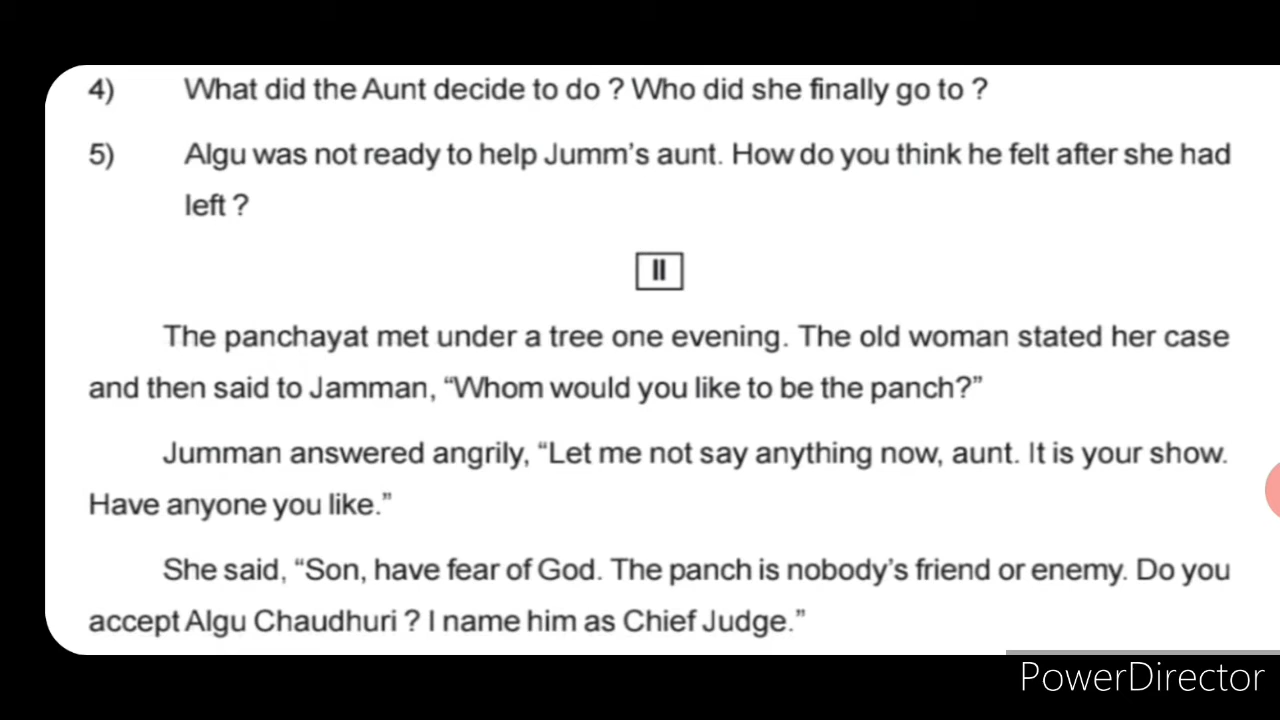 4) What did the Aunt decide to do ? Who did she finally go to ?
5) Algu was not ready to help Jumm's aunt. How do you think he felt after she had
left ?
II
The panchayat met under a tree one evening. The old woman stated her case
and then said to Jamman, “Whom would you like to be the panch?”
Jumman answered angrily, “Let me not say anything now, aunt. It is your show.
Have anyone you like.”
She said, “Son, have fear of God. The panch is nobody’s friend or enemy. Do you
accept Algu Chaudhuri ? I name him as Chief Judge.”
PowerDirector